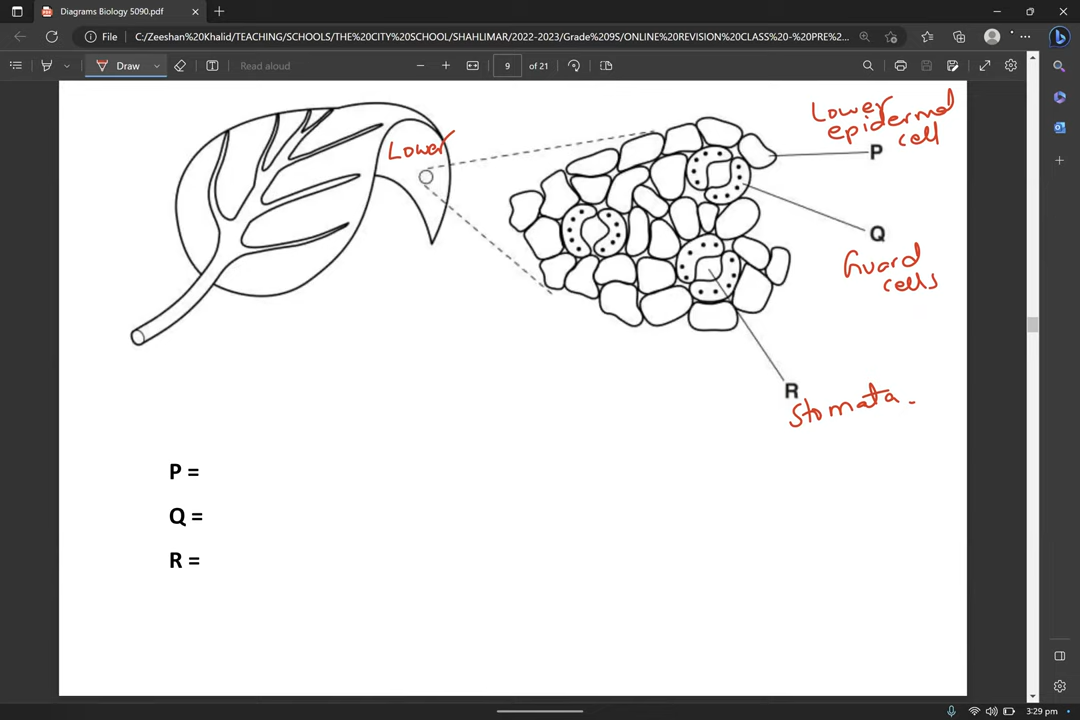 Diagrams Biology 5090.pdf
File
C:/Zeeshan%20Khalid/TEACHING/SCHOOLS/THE%20CITY%20SCHOOL/SHAHLIMAR/2022-2023/Grade%209S/ONLINE%20REVISION%20CLASS%20-%20PRE%2...
Draw
Read aloud
9 of 21
Lower
Lower
epidermal
cell
P
Q
Guard
cells
R
Stomata.
P =
Q =
R =
3:29 pm